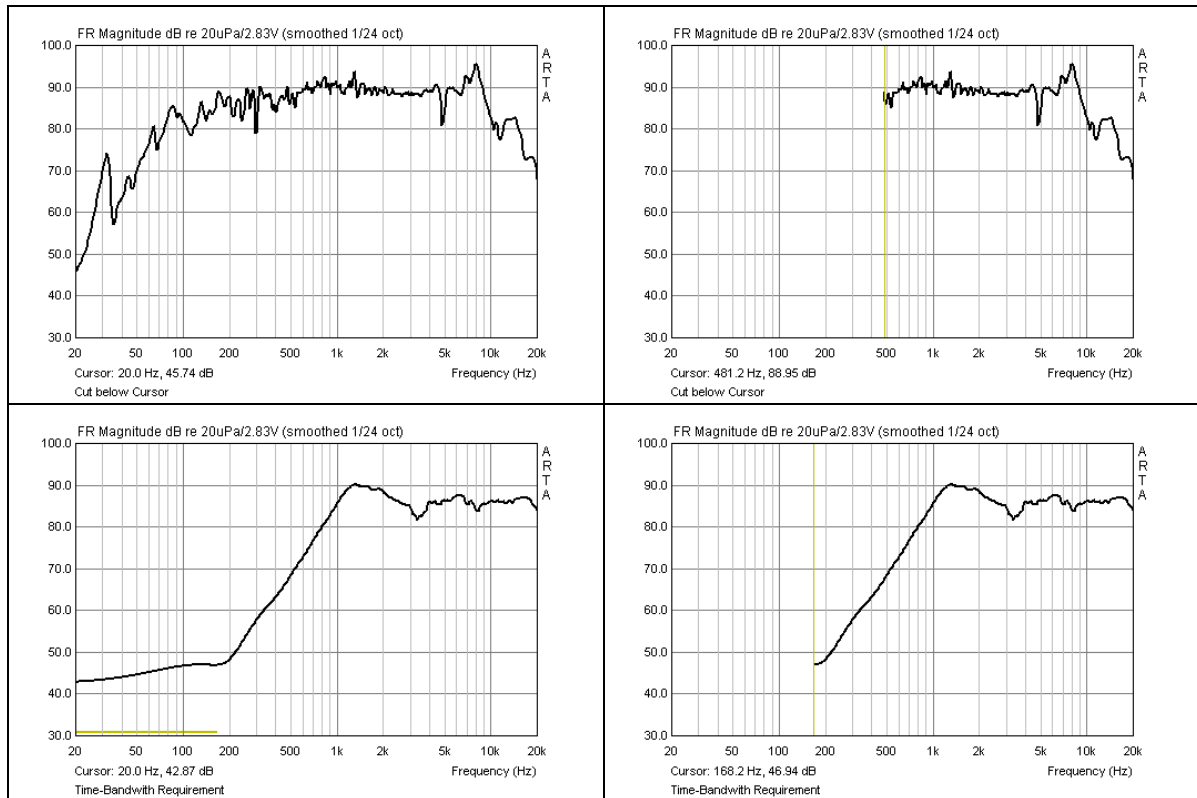 FR Magnitude dB re 20uPa/2.83V (smoothed 1/24 oct)
100.0
90.0
80.0
70.0
60.0
50.0
40.0
30.0
A
R
T
A
20 50 100 200 500 1k 2k 5k 10k 20k
Cursor: 20.0 Hz, 45.74 dB Frequency (Hz)
Cut below Cursor
FR Magnitude dB re 20uPa/2.83V (smoothed 1/24 oct)
100.0
90.0
80.0
70.0
60.0
50.0
40.0
30.0
A
R
T
A
20 50 100 200 500 1k 2k 5k 10k 20k
Cursor: 481.2 Hz, 88.95 dB Frequency (Hz)
Cut below Cursor
FR Magnitude dB re 20uPa/2.83V (smoothed 1/24 oct)
100.0
90.0
80.0
70.0
60.0
50.0
40.0
30.0
A
R
T
A
20 50 100 200 500 1k 2k 5k 10k 20k
Cursor: 20.0 Hz, 42.87 dB Frequency (Hz)
Time-Bandwith Requirement
FR Magnitude dB re 20uPa/2.83V (smoothed 1/24 oct)
100.0
90.0
80.0
70.0
60.0
50.0
40.0
30.0
A
R
T
A
20 50 100 200 500 1k 2k 5k 10k 20k
Cursor: 168.2 Hz, 46.94 dB Frequency (Hz)
Time-Bandwith Requirement